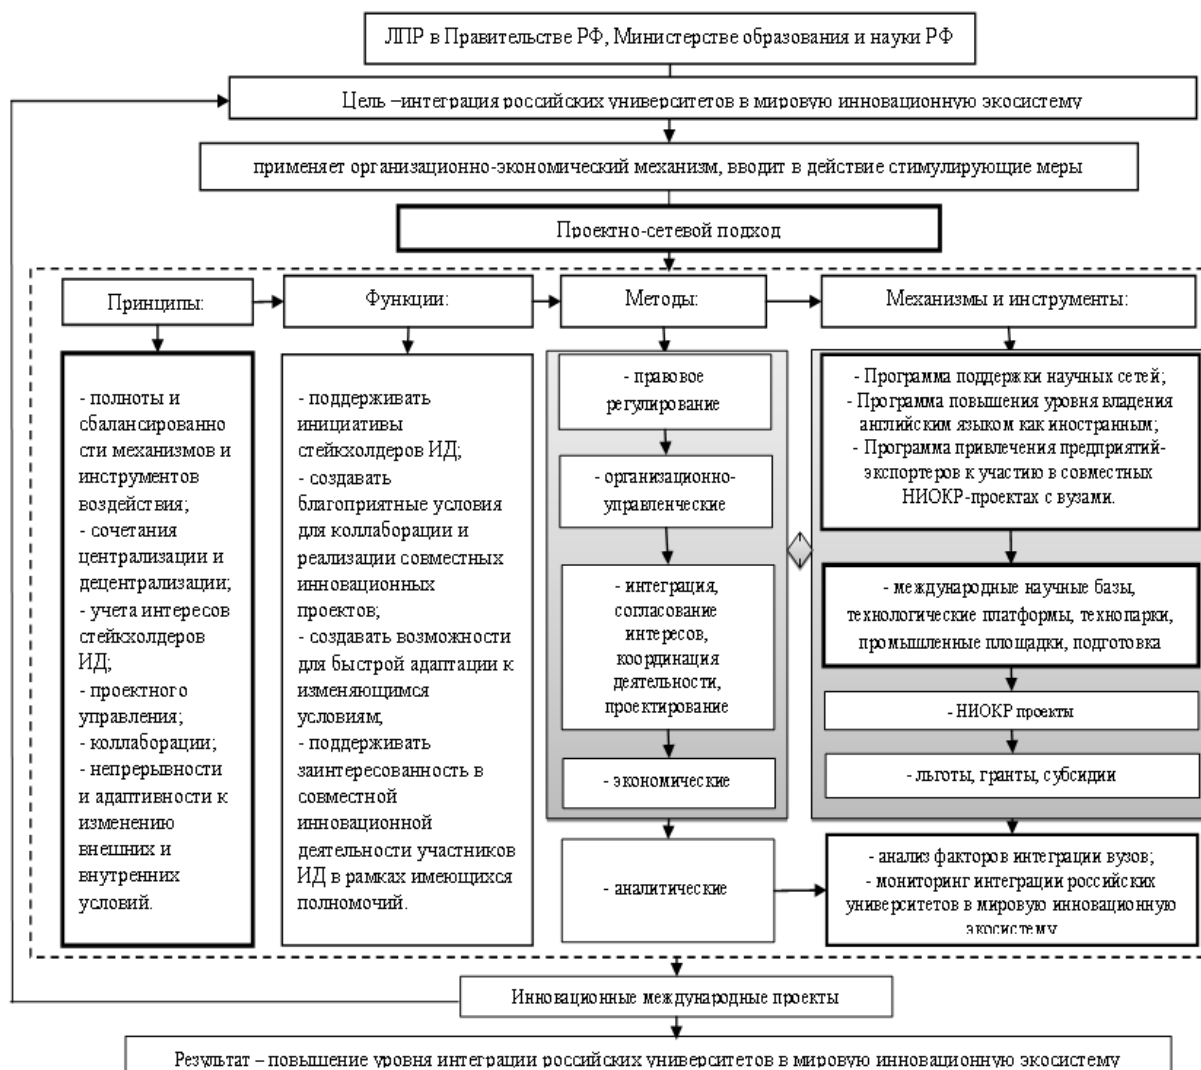 ЛПР в Правительстве РФ, Министерстве образования и науки РФ
Цель –интеграция российских университетов в мировую инновационную экосистему
применяет организационно-экономический механизм, вводит в действие стимулирующие меры
Проектно-сетевой подход
Принципы:
Функции:
Методы:
Механизмы и инструменты:
- полноты и
сбалансированно
сти механизмов и
инструментов
воздействия;
- сочетания
централизации и
децентрализации;
- учета интересов
стейкхолдеров
ИД;
- проектного
управления;
- коллаборации;
- непрерывности
и адаптивности к
изменению
внешних и
внутренних
условий.
- поддерживать
инициативы
стейкхолдеров ИД;
- создавать
благоприятные условия
для коллаборации и
реализации совместных
инновационных
проектов;
- создавать возможности
для быстрой адаптации к
изменяющимся
условиям;
- поддерживать
заинтересованность в
совместной
инновационной
деятельности участников
ИД в рамках имеющихся
полномочий.
- правовое
регулирование
- организационно-
управленческие
- интеграция,
согласование
интересов,
координация
деятельности,
проектирование
- экономические
- аналитические
- Программа поддержки научных сетей;
- Программа повышения уровня владения
английским языком как иностранным;
- Программа привлечения предприятий-
экспортеров к участию в совместных
НИОКР-проектах с вузами.
- международные научные базы,
технологические платформы, технопарки,
промышленные площадки, подготовка
- НИОКР проекты
- льготы, гранты, субсидии
- анализ факторов интеграции вузов;
- мониторинг интеграции российских
университетов в мировую инновационную
экосистему
Инновационные международные проекты
Результат – повышение уровня интеграции российских университетов в мировую инновационную экосистему